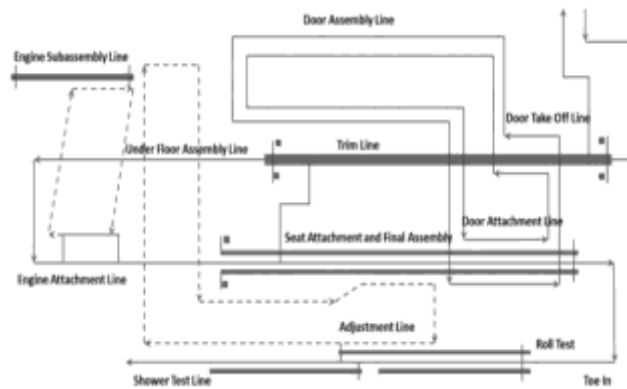 Door Assembly Line
Engine Subassembly Line
Door Take Off Line
Under Floor Assembly Line
Trim Line
Door Attachment Line
Seat Attachment and Final Assembly
Engine Attachment Line
Adjustment Line
Roll Test
Shower Test Line
Toe In